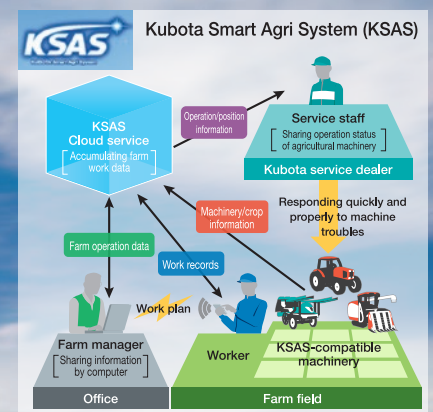 KSAS
Kubota Smart Agri System (KSAS)
KSAS
Cloud service
[Accumulating farm
work data]
Operation/position
information
Service staff
[Sharing operation status
of agricultural machinery]
Kubota service dealer
Responding quickly and
properly to machine
troubles
Machinery/crop
information
Farm operation data
Work records
Work plan
Farm manager
[Sharing information
by computer]
Worker
KSAS-compatible
machinery
Office
Farm field